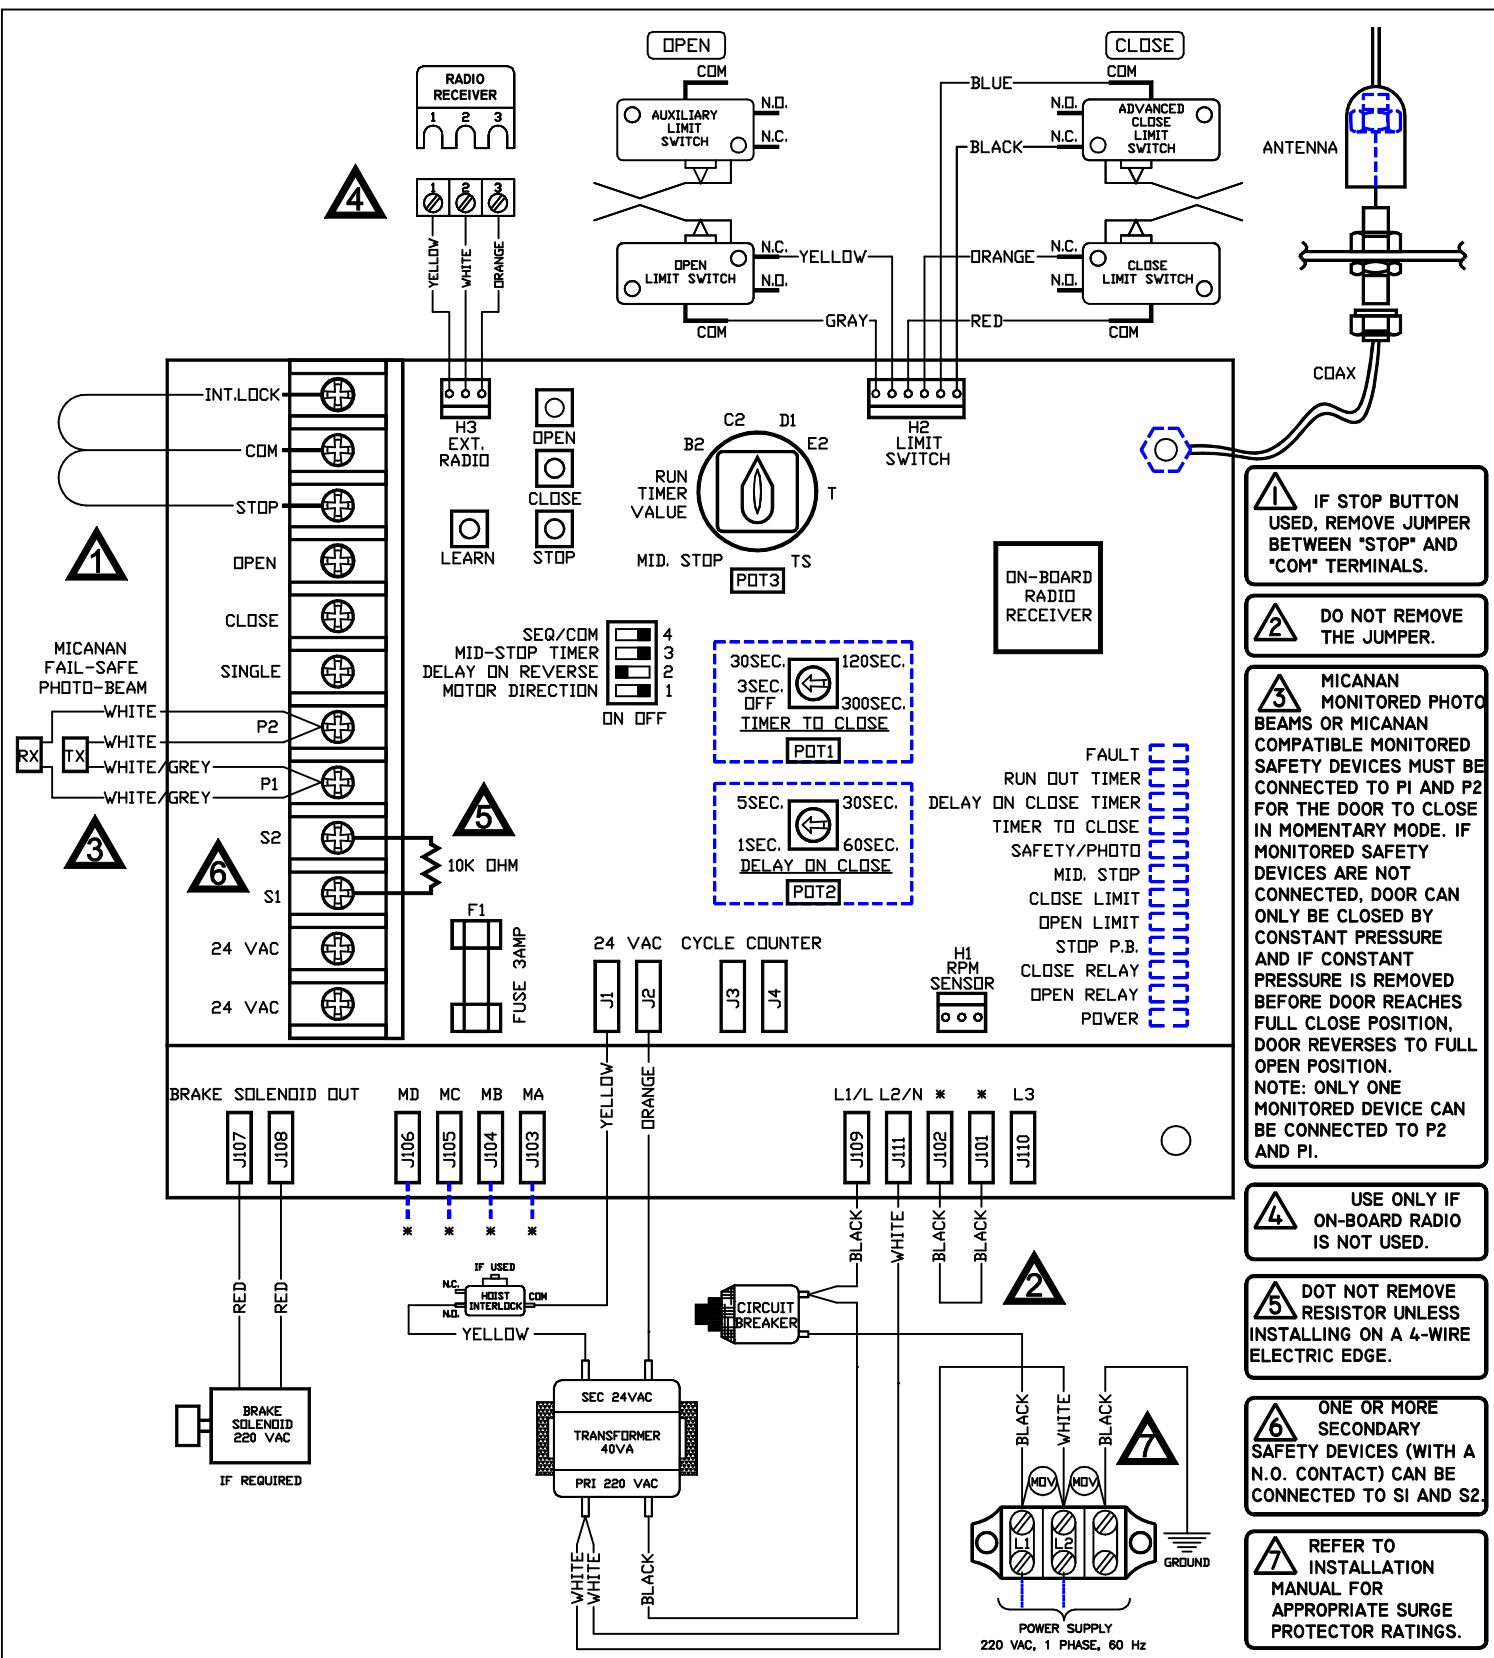 OPEN
COM
AUXILIARY
LIMIT
SWITCH
N.O.
N.C.
CLOSE
COM
BLUE
N.O.
N.C.
BLACK
ADVANCED
CLOSE
LIMIT
SWITCH
RADIO
RECEIVER
1 2 3
4
1 2 3
YELLOW
WHITE
ORANGE
OPEN
LIMIT SWITCH
N.C.
N.O.
COM
YELLOW
GRAY
ORANGE
RED
N.C.
N.O.
CLOSE
LIMIT SWITCH
COM
ANTENNA
COAX
INT.LOCK
COM
STOP
OPEN
CLOSE
SINGLE
P2
P1
S2
S1
24 VAC
24 VAC
1
MICANAN
FAIL-SAFE
PHOTO-BEAM
WHITE
WHITE
RX
TX
WHITE/GREY
WHITE/GREY
3
6
5
10K OHM
H3
EXT.
RADIO
OPEN
CLOSE
STOP
LEARN
RUN
TIMER
VALUE
B2
C2
D1
E2
T
TS
MID. STOP
POT3
H2
LIMIT
SWITCH
ON-BOARD
RADIO
RECEIVER
SEQ/COM 4
MID-STOP TIMER 3
DELAY ON REVERSE 2
MOTOR DIRECTION 1
ON OFF
30SEC. 120SEC.
3SEC.
OFF 300SEC.
TIMER TO CLOSE
POT1
5SEC. 30SEC.
1SEC. 60SEC.
DELAY ON CLOSE
POT2
FAULT
RUN OUT TIMER
DELAY ON CLOSE TIMER
TIMER TO CLOSE
SAFETY/PHOTO
MID. STOP
CLOSE LIMIT
OPEN LIMIT
STOP P.B.
CLOSE RELAY
OPEN RELAY
POWER
F1
FUSE 3AMP
24 VAC CYCLE COUNTER
J1
J2
J3
J4
H1
RPM
SENSOR
BRAKE SOLENOID OUT
MD MC MB MA
L1/L L2/N * * L3
J107
J108
J106
J105
J104
J103
J109
J111
J102
J101
J110
* * * *
YELLOW
ORANGE
BLACK
WHITE
BLACK
BLACK
2
RED
RED
IF USED
N.C.
N.O.
HOIST
INTERLOCK
COM
YELLOW
CIRCUIT
BREAKER
BRAKE
SOLENOID
220 VAC
IF REQUIRED
SEC 24VAC
TRANSFORMER
40VA
PRI 220 VAC
WHITE
WHITE
BLACK
BLACK
WHITE
BLACK
7
MOV
MOV
L1
L2
GROUND
POWER SUPPLY
220 VAC, 1 PHASE, 60 Hz
1 IF STOP BUTTON
USED, REMOVE JUMPER
BETWEEN "STOP" AND
"COM" TERMINALS.
2 DO NOT REMOVE
THE JUMPER.
3 MICANAN
MONITORED PHOTO
BEAMS OR MICANAN
COMPATIBLE MONITORED
SAFETY DEVICES MUST BE
CONNECTED TO P1 AND P2
FOR THE DOOR TO CLOSE
IN MOMENTARY MODE. IF
MONITORED SAFETY
DEVICES ARE NOT
CONNECTED, DOOR CAN
ONLY BE CLOSED BY
CONSTANT PRESSURE
AND IF CONSTANT
PRESSURE IS REMOVED
BEFORE DOOR REACHES
FULL CLOSE POSITION,
DOOR REVERSES TO FULL
OPEN POSITION.
NOTE: ONLY ONE
MONITORED DEVICE CAN
BE CONNECTED TO P2
AND P1.
4 USE ONLY IF
ON-BOARD RADIO
IS NOT USED.
5 DOT NOT REMOVE
RESISTOR UNLESS
INSTALLING ON A 4-WIRE
ELECTRIC EDGE.
6 ONE OR MORE
SECONDARY
SAFETY DEVICES (WITH A
N.O. CONTACT) CAN BE
CONNECTED TO S1 AND S2.
7 REFER TO
INSTALLATION
MANUAL FOR
APPROPRIATE SURGE
PROTECTOR RATINGS.